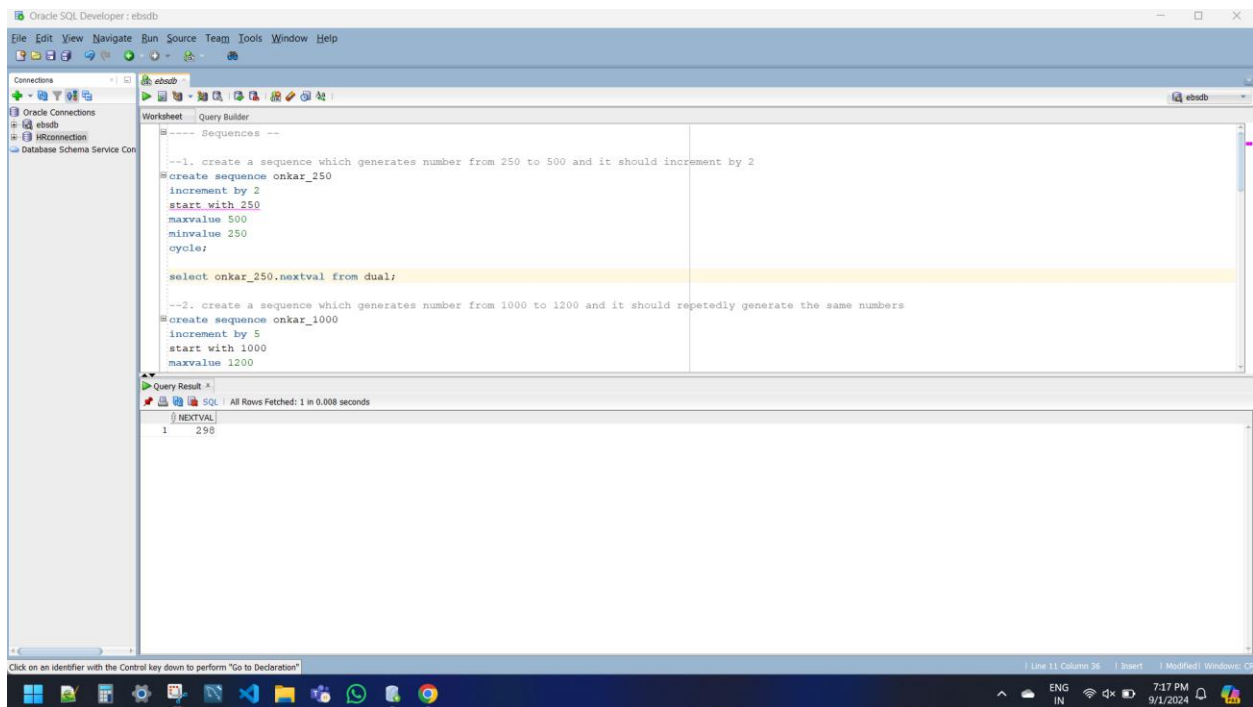 Oracle SQL Developer : ebsdb
File Edit View Navigate Run Source Team Tools Window Help
Connections
ebsdb
ebsdb
Oracle Connections
ebsdb
HRconnection
Database Schema Service Con
Worksheet Query Builder
---- Sequences --
--1. create a sequence which generates number from 250 to 500 and it should increment by 2
create sequence onkar_250
increment by 2
start with 250
maxvalue 500
minvalue 250
cycle;
select onkar_250.nextval from dual;
--2. create a sequence which generates number from 1000 to 1200 and it should repetedly generate the same numbers
create sequence onkar_1000
increment by 5
start with 1000
maxvalue 1200
Query Result
SQL | All Rows Fetched: 1 in 0.008 seconds
NEXTVAL
1 298
Click on an identifier with the Control key down to perform "Go to Declaration"
| Line 11 Column 36 | Insert | Modified| Windows: CR
ENG
IN
7:17 PM
9/1/2024